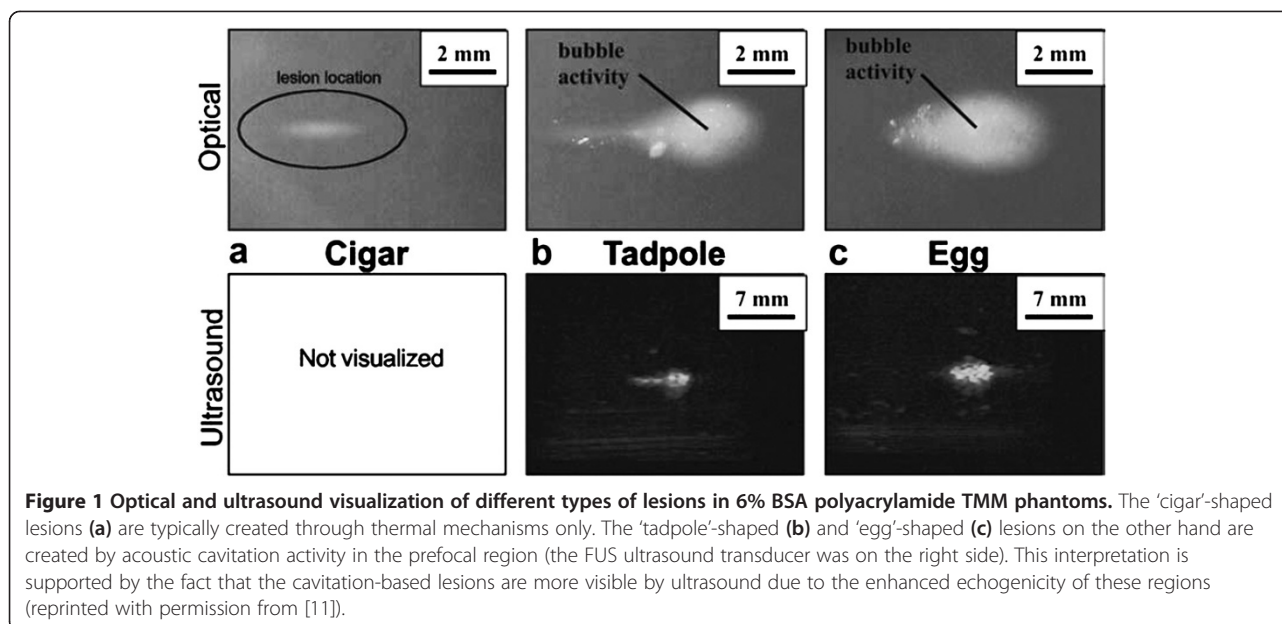 Optical
lesion location
2 mm
bubble
activity
2 mm
bubble
activity
2 mm
a Cigar
b Tadpole
c Egg
Ultrasound
Not visualized
7 mm
7 mm
Figure 1 Optical and ultrasound visualization of different types of lesions in 6% BSA polyacrylamide TMM phantoms. The ‘cigar’-shaped
lesions (a) are typically created through thermal mechanisms only. The ‘tadpole’-shaped (b) and ‘egg’-shaped (c) lesions on the other hand are
created by acoustic cavitation activity in the prefocal region (the FUS ultrasound transducer was on the right side). This interpretation is
supported by the fact that the cavitation-based lesions are more visible by ultrasound due to the enhanced echogenicity of these regions
(reprinted with permission from [11]).